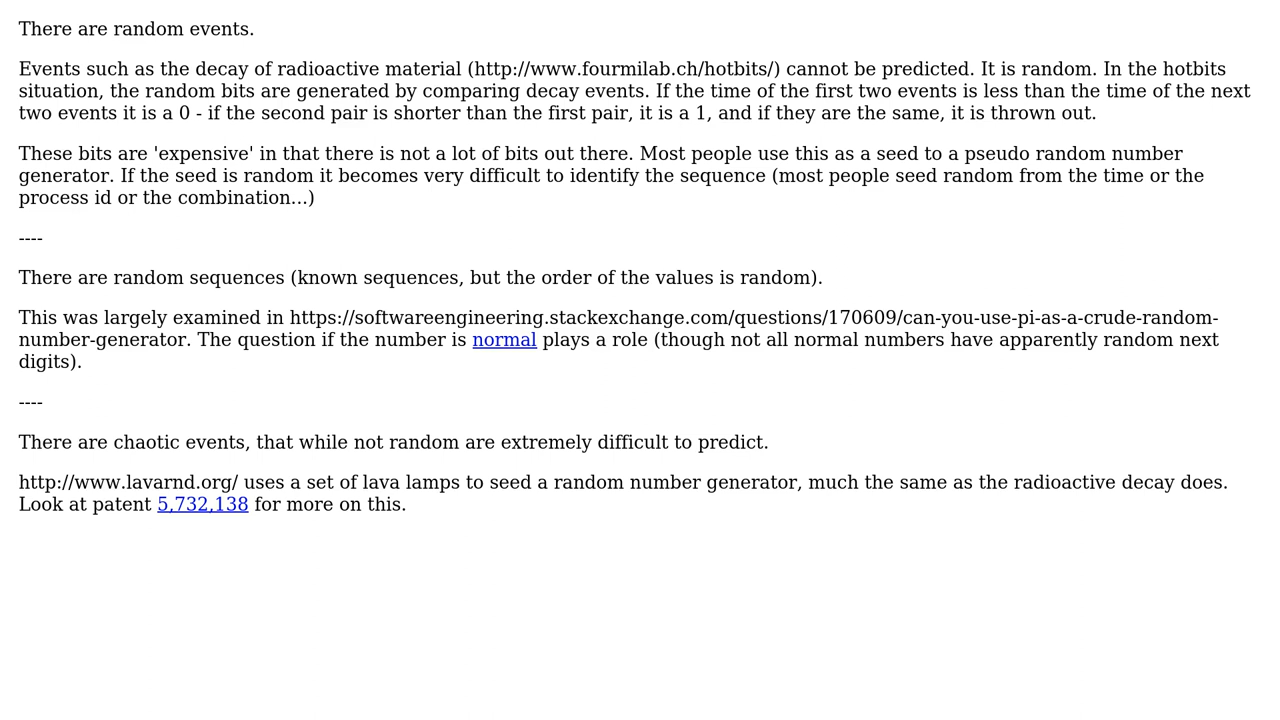 There are random events.
Events such as the decay of radioactive material (http://www.fourmilab.ch/hotbits/) cannot be predicted. It is random. In the hotbits
situation, the random bits are generated by comparing decay events. If the time of the first two events is less than the time of the next
two events it is a 0 - if the second pair is shorter than the first pair, it is a 1, and if they are the same, it is thrown out.
These bits are 'expensive' in that there is not a lot of bits out there. Most people use this as a seed to a pseudo random number
generator. If the seed is random it becomes very difficult to identify the sequence (most people seed random from the time or the
process id or the combination...)
----
There are random sequences (known sequences, but the order of the values is random).
This was largely examined in https://softwareengineering.stackexchange.com/questions/170609/can-you-use-pi-as-a-crude-random-
number-generator. The question if the number is normal plays a role (though not all normal numbers have apparently random next
digits).
----
There are chaotic events, that while not random are extremely difficult to predict.
http://www.lavarnd.org/ uses a set of lava lamps to seed a random number generator, much the same as the radioactive decay does.
Look at patent 5,732,138 for more on this.